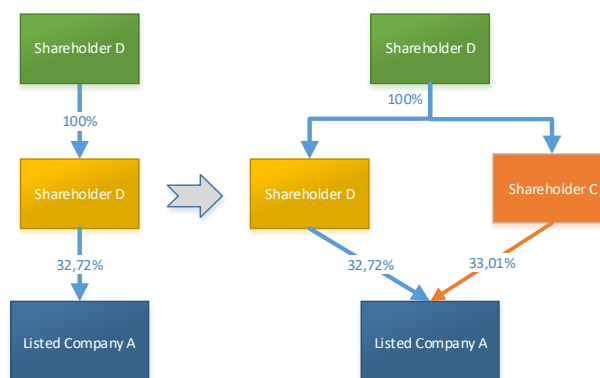 Shareholder D
Shareholder D
100%
100%
Shareholder D
Shareholder D
Shareholder C
32,72%
32,72%
33,01%
Listed Company A
Listed Company A